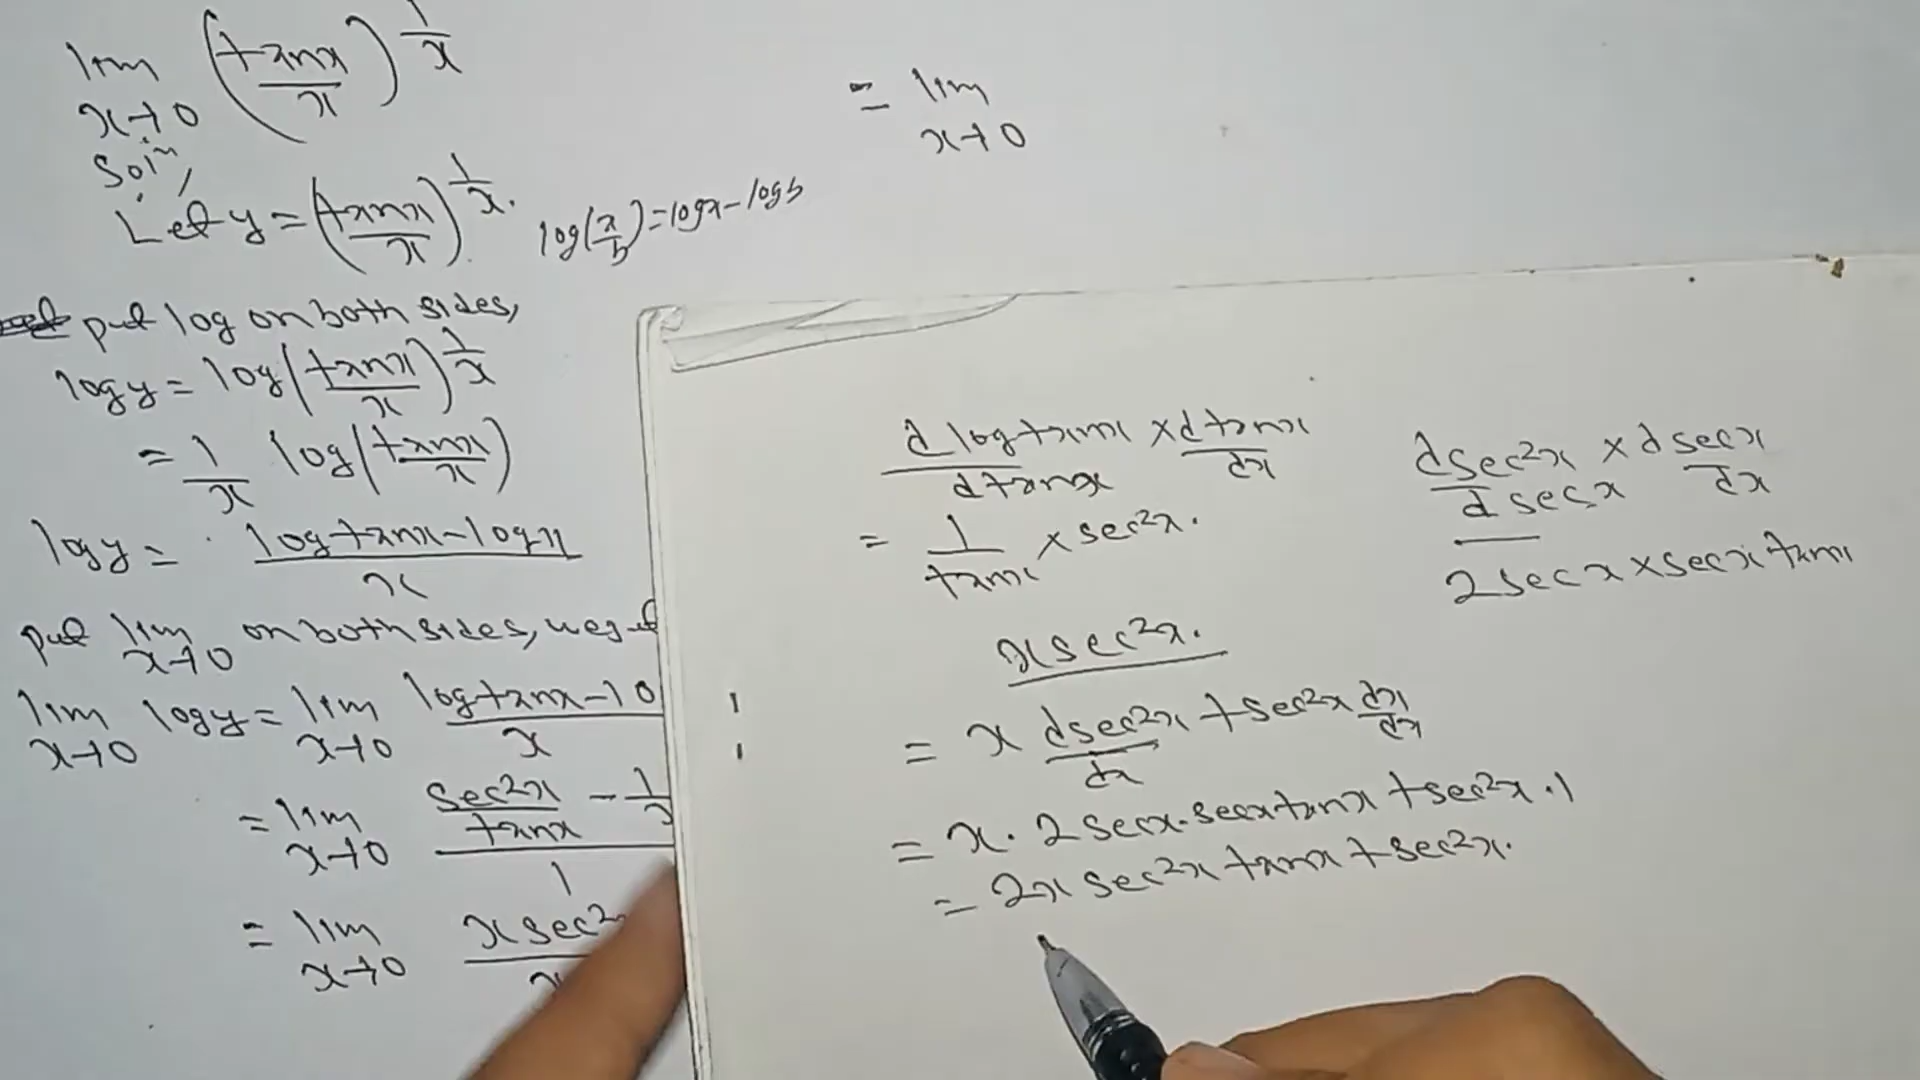 lim x→0 (tanx/x)^1/x
Soln,
Let y = (tanx/x)^1/x.
log(x/b) = logx - logb
put log on both sides,
logy = log(tanx/x)^1/x
= 1/x log(tanx/x)
logy = logtanx - logx / x
put lim x→0 on both sides, we get
lim x→0 logy = lim x→0 logtanx - lo / x
= lim x→0 sec²x/tanx - 1/x / 1
= lim x→0 x sec² / x
= lim x→0
d logtanx / d tanx × d tanx / dx
= 1/tanx × sec²x.
x sec²x.
= x dsec²x/dx + sec²x dx/dx
= x . 2 secx . secx tanx + sec²x . 1
= 2x sec²x tanx + sec²x.
dsec²x / d secx × d secx / dx
2 secx × secx tanx